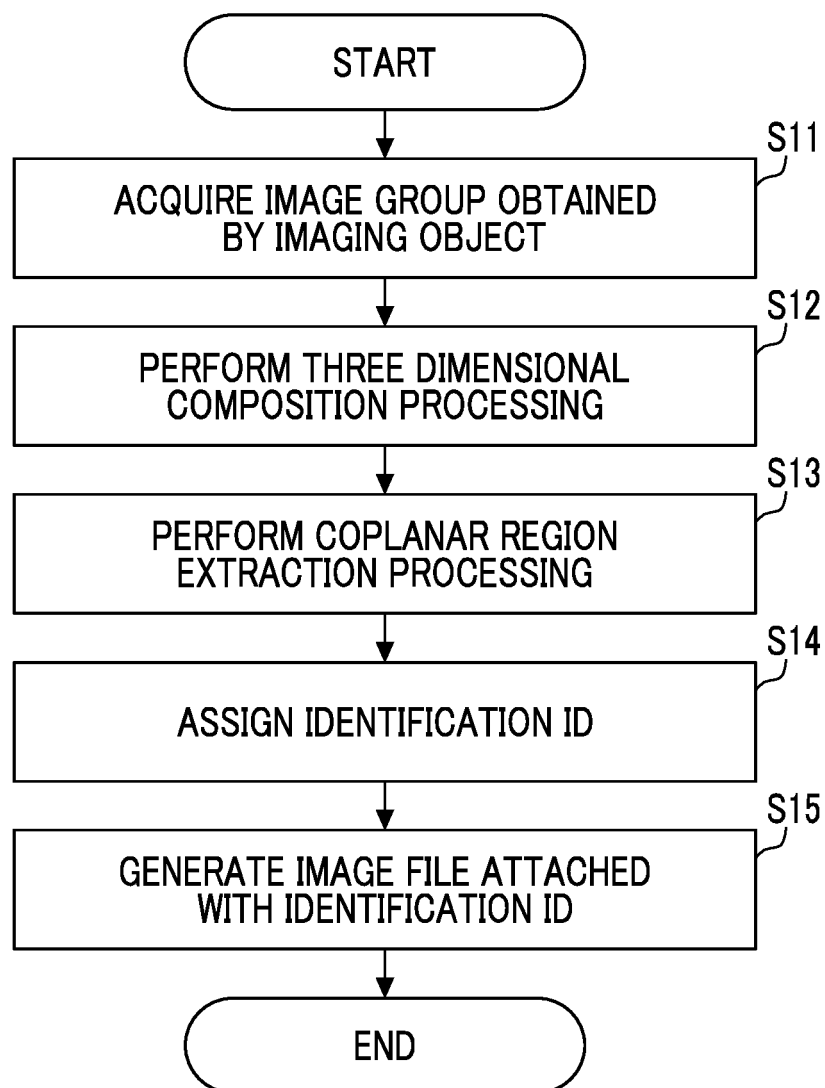 START
S11
ACQUIRE IMAGE GROUP OBTAINED
BY IMAGING OBJECT
S12
PERFORM THREE DIMENSIONAL
COMPOSITION PROCESSING
S13
PERFORM COPLANAR REGION
EXTRACTION PROCESSING
S14
ASSIGN IDENTIFICATION ID
S15
GENERATE IMAGE FILE ATTACHED
WITH IDENTIFICATION ID
END